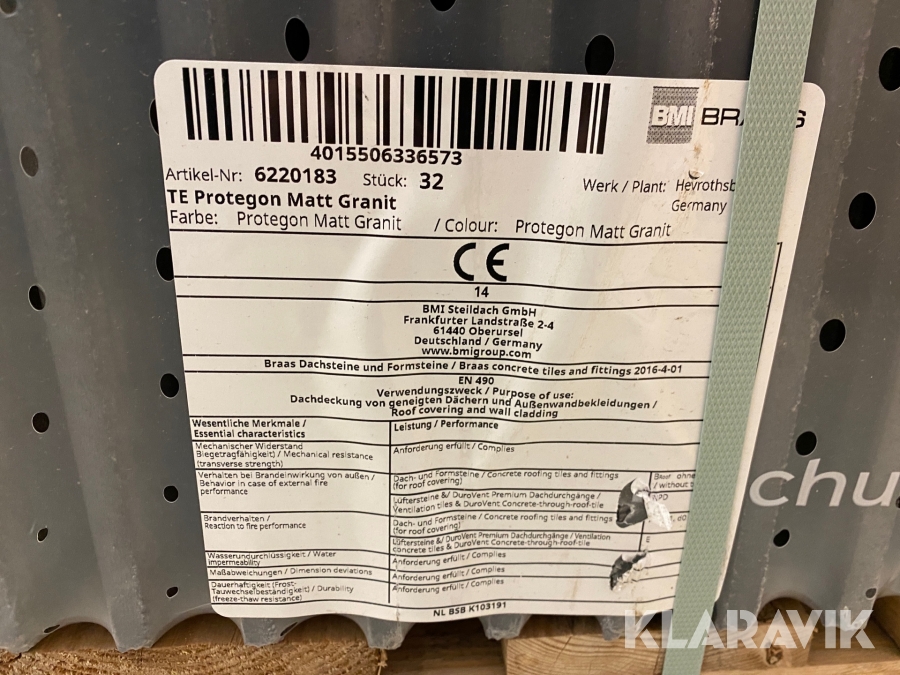 4015506336573
BMI
Artikel-Nr: 6220183 Stück: 32
Werk / Plant:
Germany
TE Protegon Matt Granit
Farbe: Protegon Matt Granit / Colour: Protegon Matt Granit
CE
14
BMI Steildach GmbH
Frankfurter Landstraße 2-4
61440 Oberursel
Deutschland / Germany
www.bmigroup.com
Braas Dachsteine und Formsteine / Braas concrete tiles and fittings 2016-4-01
EN 490
Verwendungszweck / Purpose of use:
Dachdeckung von geneigten Dächern und Außenwandbekleidungen /
Roof covering and wall cladding
Wesentliche Merkmale /
Essential characteristics
Leistung / Performance
Mechanischer Widerstand
Biegetragfähigkeit) / Mechanical resistance
(transverse strength)
Anforderung erfüllt / Complies
Verhalten bei Brandeinwirkung von außen /
Behavior in case of external fire
performance
Dach- und Formsteine / Concrete roofing tiles and fittings
(for roof covering)
ohne
/ without
Lüftersteine &/ DuroVent Premium Dachdurchgänge /
Ventilation tiles & DuroVent Concrete-through-roof-tile
NPD
Brandverhalten /
Reaction to fire performance
Dach- und Formsteine / Concrete roofing tiles and fittings
(for roof covering)
Lüftersteine &/ DuroVent Premium Dachdurchgänge / Ventilation
concrete tiles & DuroVent Concrete-through-roof-tile
E
Wasserundurchlässigkeit / Water
impermeability
Anforderung erfüllt / Complies
Maßabweichungen / Dimension deviations
Anforderung erfüllt / Complies
Dauerhaftigkeit (Frost-
Tauwechselbeständigkeit) / Durability
(freeze-thaw resistance)
Anforderung erfüllt / Complies
NL BSB K103191
chu
KLARAVIK